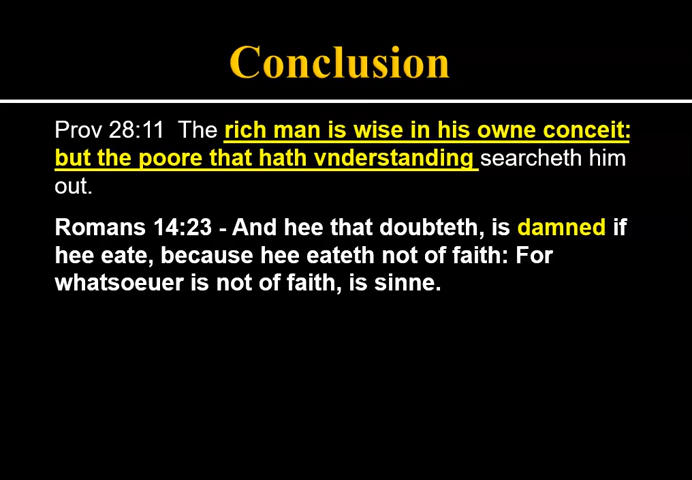 Conclusion
Prov 28:11 The rich man is wise in his owne conceit:
but the poore that hath vnderstanding searcheth him
out.
Romans 14:23 - And hee that doubteth, is damned if
hee eate, because hee eateth not of faith: For
whatsoeuer is not of faith, is sinne.